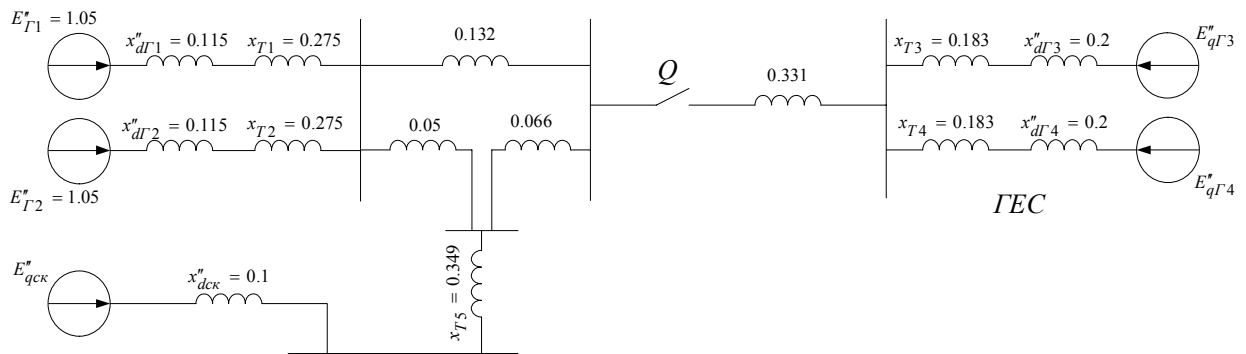 E″Г1 = 1.05
x″dГ1 = 0.115
xT1 = 0.275
0.132
Q
0.331
xT3 = 0.183
x″dГ3 = 0.2
E″qГ3
x″dГ2 = 0.115
xT2 = 0.275
0.05
0.066
xT4 = 0.183
x″dГ4 = 0.2
E″Г2 = 1.05
E″qГ4
ГЕС
E″qск
x″dск = 0.1
xT5 = 0.349